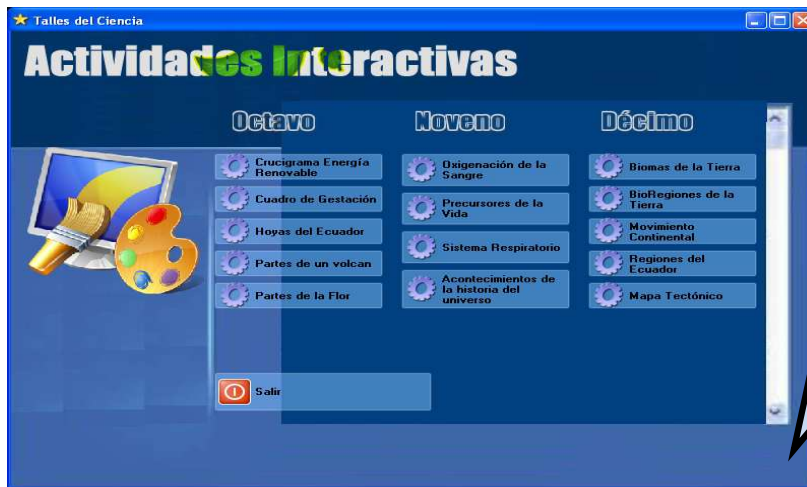 Talles del Ciencia
Actividades Interactivas
Octavo
Crucigrama Energía
Renovable
Cuadro de Gestación
Hoyas del Ecuador
Partes de un volcan
Partes de la Flor
Noveno
Oxigenación de la
Sangre
Precursores de la
Vida
Sistema Respiratorio
Acontecimientos de
la historia del
universo
Décimo
Biomas de la Tierra
BioRegiones de la
Tierra
Movimiento
Continental
Regiones del
Ecuador
Mapa Tectónico
Salir